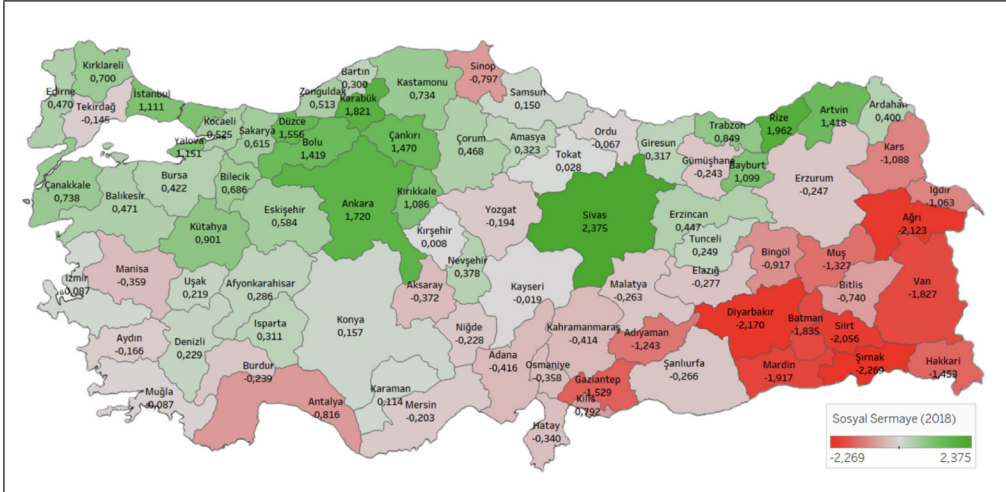 Kırklareli
0,700
Edirne
0,470
Tekirdağ
-0,145
İstanbul
1,111
Kocaeli
0,525
Yalova
1,151
Sakarya
0,615
Düzce
1,556
Bolu
1,419
Zonguldak
0,513
Bartın
0,300
Karabük
1,821
Kastamonu
0,734
Sinop
-0,797
Samsun
0,150
Çankırı
1,470
Çorum
0,468
Amasya
0,323
Ordu
-0,067
Tokat
0,028
Giresun
0,317
Trabzon
0,849
Gümüşhane
-0,243
Bayburt
1,099
Rize
1,962
Artvin
1,418
Ardahan
0,400
Kars
-1,088
Iğdır
-1,063
Erzurum
-0,247
Ağrı
-2,123
Çanakkale
0,738
Balıkesir
0,471
Bursa
0,422
Bilecik
0,686
Eskişehir
0,584
Kütahya
0,901
Ankara
1,720
Kırıkkale
1,086
Kırşehir
0,008
Yozgat
-0,194
Sivas
2,375
Erzincan
0,447
Tunceli
0,249
Bingöl
-0,917
Muş
-1,327
Bitlis
-0,740
Van
-1,827
İzmir
0,087
Manisa
-0,359
Uşak
0,219
Afyonkarahisar
0,286
Nevşehir
0,378
Aksaray
-0,372
Kayseri
-0,019
Malatya
-0,263
Elazığ
-0,277
Diyarbakır
-2,170
Batman
-1,835
Siirt
-2,056
Şırnak
-2,269
Hakkari
-1,453
Aydın
-0,166
Denizli
0,229
Isparta
0,311
Burdur
-0,239
Konya
0,157
Niğde
-0,228
Adana
-0,416
Kahramanmaraş
-0,414
Adıyaman
-1,243
Osmaniye
-0,358
Gaziantep
-1,529
Kilis
0,792
Şanlıurfa
-0,266
Mardin
-1,917
Muğla
-0,087
Antalya
0,816
Karaman
0,114
Mersin
-0,203
Hatay
-0,340
Sosyal Sermaye (2018)
-2,269 2,375